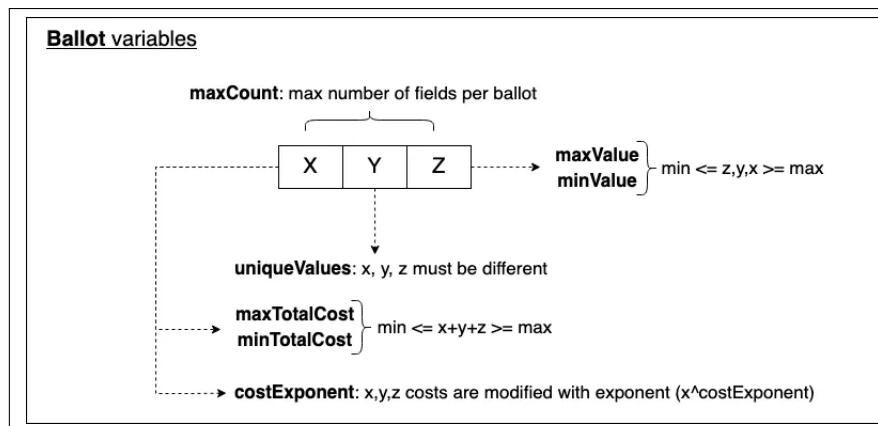 Ballot variables
maxCount: max number of fields per ballot
X Y Z
maxValue
minValue
min <= z,y,x >= max
uniqueValues: x, y, z must be different
maxTotalCost
minTotalCost
min <= x+y+z >= max
costExponent: x,y,z costs are modified with exponent (x^costExponent)